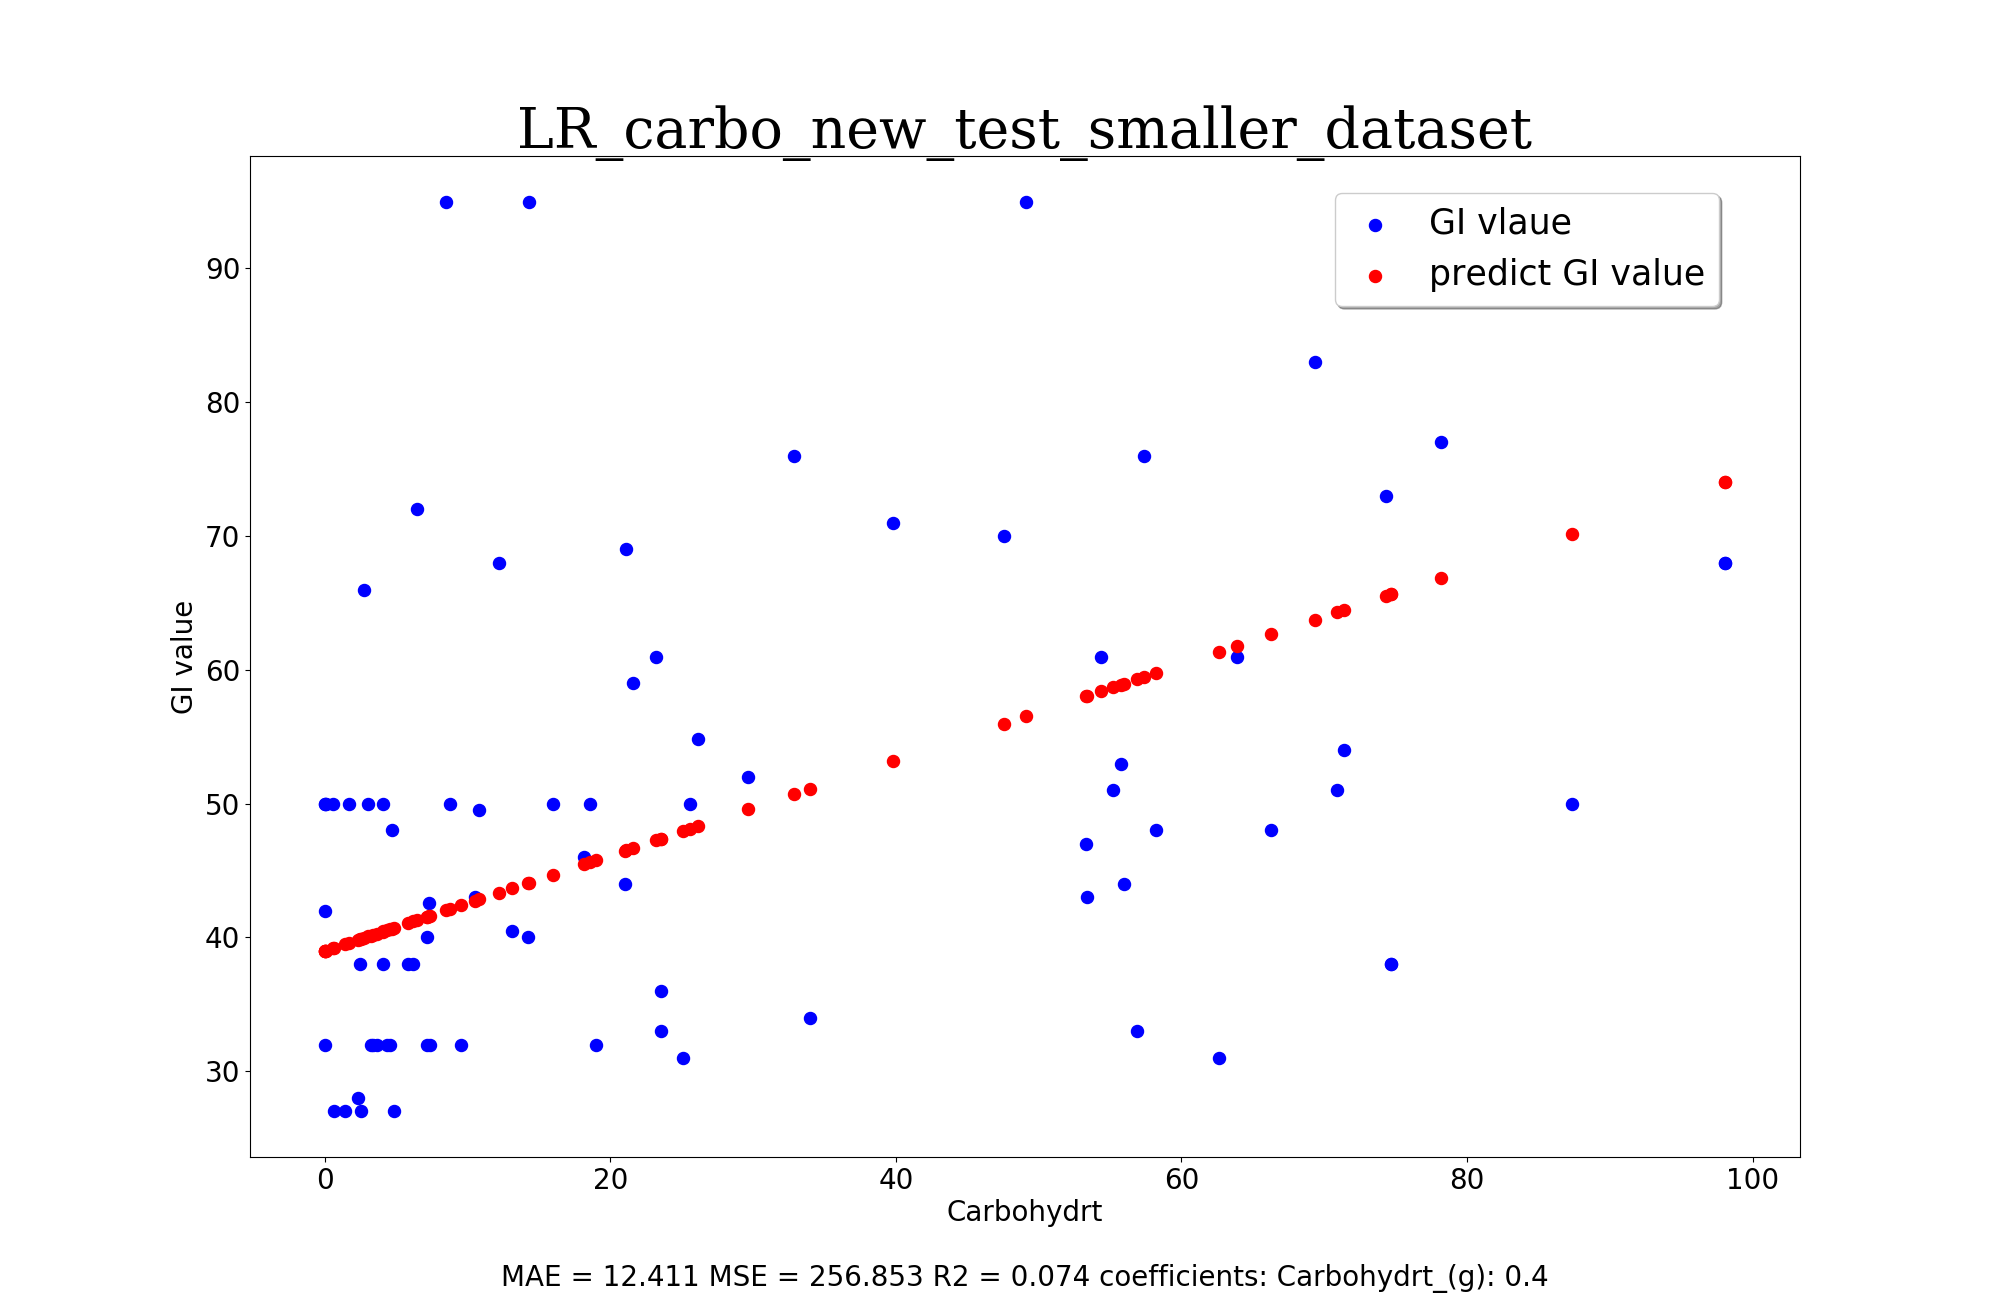 LR_carbo_new_test_smaller_dataset
GI vlaue
predict GI value
90
80
70
60
50
40
30
GI value
0 20 40 60 80 100
Carbohydrt
MAE = 12.411 MSE = 256.853 R2 = 0.074 coefficients: Carbohydrt_(g): 0.4